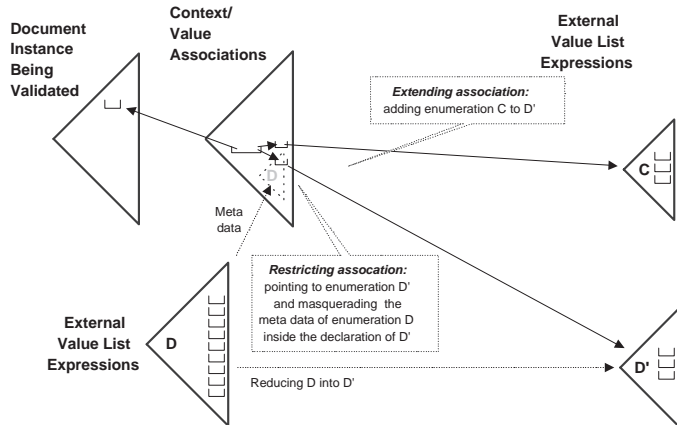 Document
Instance
Being
Validated
Context/
Value
Associations
External
Value List
Expressions
Extending association:
adding enumeration C to D'
D
C
Meta
data
Restricting assocation:
pointing to enumeration D'
and masquerading the
meta data of enumeration D
inside the declaration of D'
External
Value List
Expressions
D
D'
Reducing D into D'